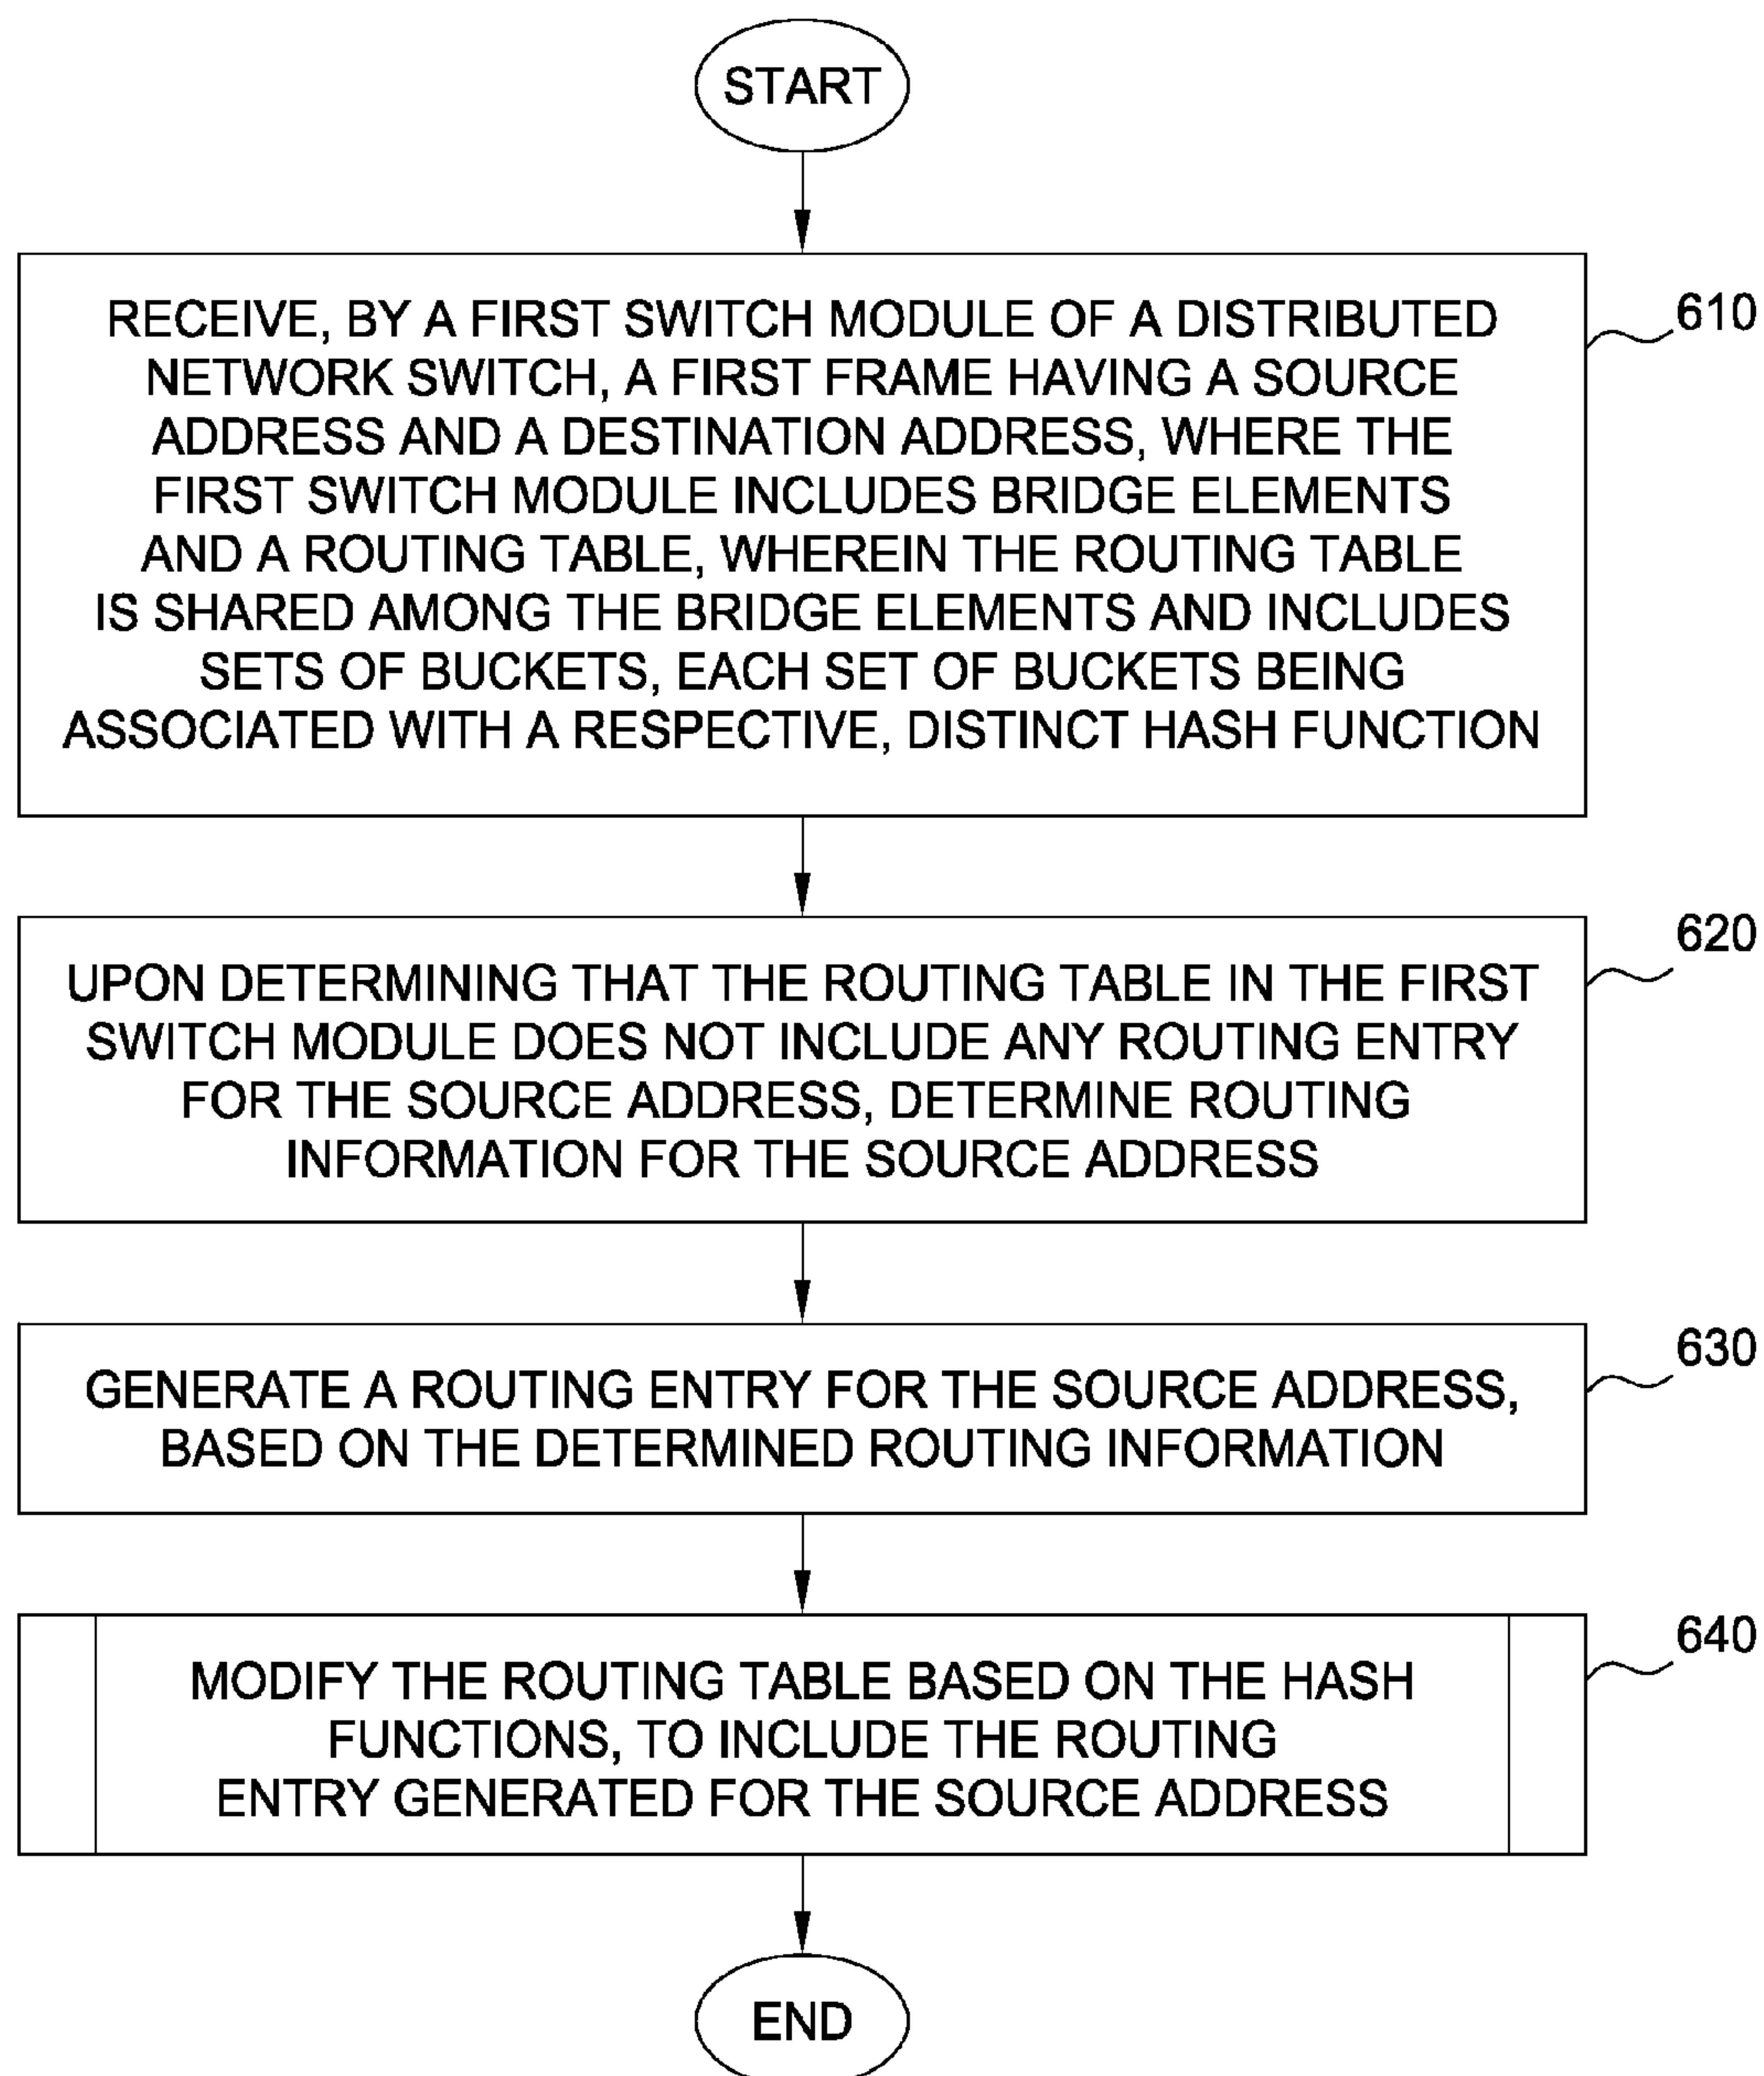 START
RECEIVE, BY A FIRST SWITCH MODULE OF A DISTRIBUTED
NETWORK SWITCH, A FIRST FRAME HAVING A SOURCE
ADDRESS AND A DESTINATION ADDRESS, WHERE THE
FIRST SWITCH MODULE INCLUDES BRIDGE ELEMENTS
AND A ROUTING TABLE, WHEREIN THE ROUTING TABLE
IS SHARED AMONG THE BRIDGE ELEMENTS AND INCLUDES
SETS OF BUCKETS, EACH SET OF BUCKETS BEING
ASSOCIATED WITH A RESPECTIVE, DISTINCT HASH FUNCTION
610
UPON DETERMINING THAT THE ROUTING TABLE IN THE FIRST
SWITCH MODULE DOES NOT INCLUDE ANY ROUTING ENTRY
FOR THE SOURCE ADDRESS, DETERMINE ROUTING
INFORMATION FOR THE SOURCE ADDRESS
620
GENERATE A ROUTING ENTRY FOR THE SOURCE ADDRESS,
BASED ON THE DETERMINED ROUTING INFORMATION
630
MODIFY THE ROUTING TABLE BASED ON THE HASH
FUNCTIONS, TO INCLUDE THE ROUTING
ENTRY GENERATED FOR THE SOURCE ADDRESS
640
END